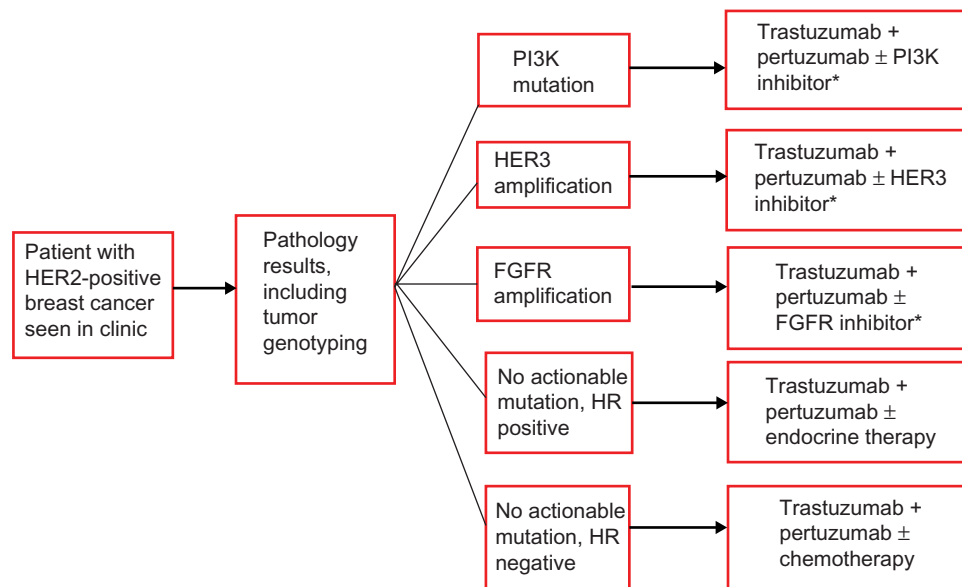 Patient with
HER2-positive
breast cancer
seen in clinic
Pathology
results,
including
tumor
genotyping
PI3K
mutation
Trastuzumab +
pertuzumab ± PI3K
inhibitor*
HER3
amplification
Trastuzumab +
pertuzumab ± HER3
inhibitor*
FGFR
amplification
Trastuzumab +
pertuzumab ±
FGFR inhibitor*
No actionable
mutation, HR
positive
Trastuzumab +
pertuzumab ±
endocrine therapy
No actionable
mutation, HR
negative
Trastuzumab +
pertuzumab ±
chemotherapy